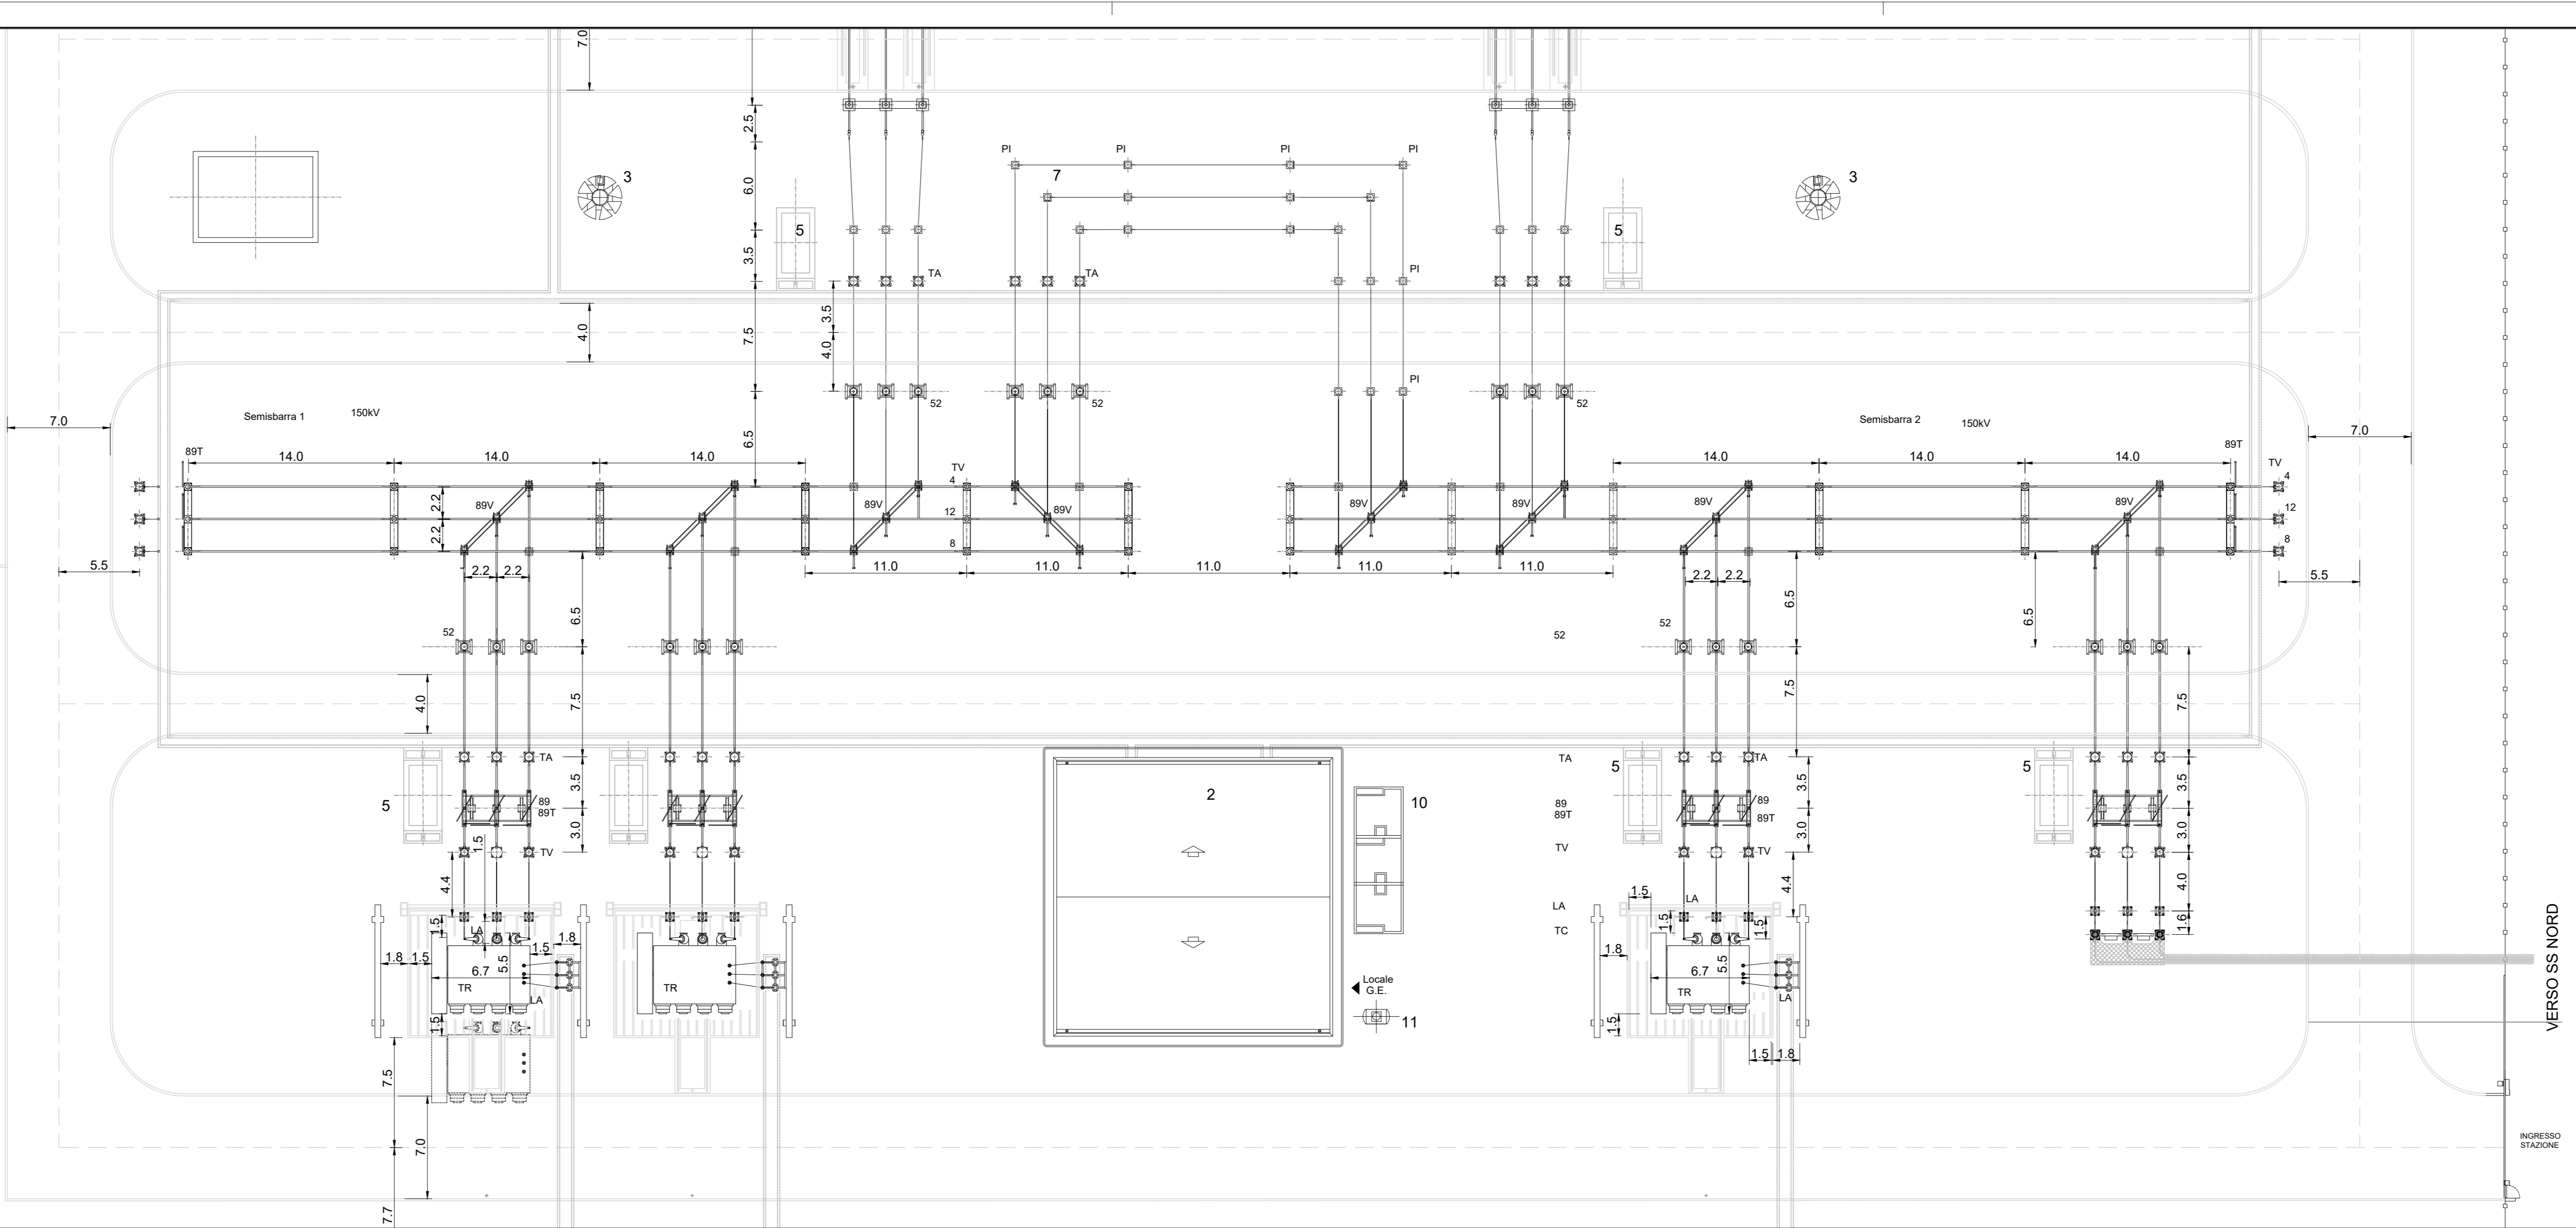 7.0
2.5
PI PI PI PI
3 7 3
6.0
5 5
3.5
TA TA PI
3.5
4.0 7.5
4.0
PI
52 52 52
Semisbarra 1 150kV Semisbarra 2 150kV
7.0 7.0
6.5
89T 14.0 14.0 14.0 14.0 14.0 14.0 89T
TV TV
4 4
2.2
89V 89V 89V 89V 89V 89V 89V
12 12
2.2
8 8
5.5 2.2 2.2 11.0 11.0 11.0 11.0 11.0 2.2 2.2 5.5
6.5 6.5 6.5
52 52 52
4.0 7.5 7.5 7.5
TA TA TA
5 5 5
3.5 3.5 3.5
2
89 89 89
89T 89T 89T
10
3.0 3.0 3.0
1.5
TV TV TV
4.4 4.4 4.0
1.5 LA LA
1.5 LA 1.5 1.5 1.6
TC
1.8 1.5 1.5 1.8 1.8
6.7 5.5 6.7 5.5
TR TR TR
LA LA
Locale
G.E.
11
1.5 1.5
1.5 1.8
7.5
7.0
7.7
VERSO SS NORD
INGRESSO
STAZIONE